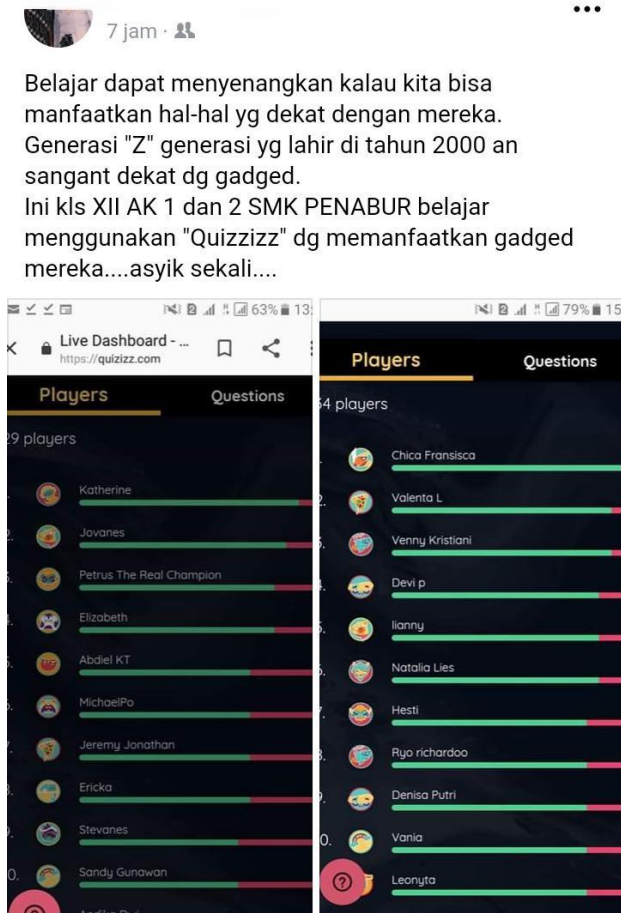 7 jam
Belajar dapat menyenangkan kalau kita bisa
manfaatkan hal-hal yg dekat dengan mereka.
Generasi "Z" generasi yg lahir di tahun 2000 an
sangant dekat dg gadged.
Ini kls XII AK 1 dan 2 SMK PENABUR belajar
menggunakan "Quizzizz" dg memanfaatkan gadged
mereka....asyik sekali....
63% 13:
Live Dashboard - ...
https://quizizz.com
Players Questions
29 players
Katherine
Jovanes
Petrus The Real Champion
Elizabeth
Abdiel KT
MichaelPo
Jeremy Jonathan
Ericka
Stevanes
Sandy Gunawan
79% 15
Players Questions
34 players
Chica Fransisca
Valenta L
Venny Kristiani
Devi p
lianny
Natalia Lies
Hesti
Ryo richardoo
Denisa Putri
Vania
Leonyta